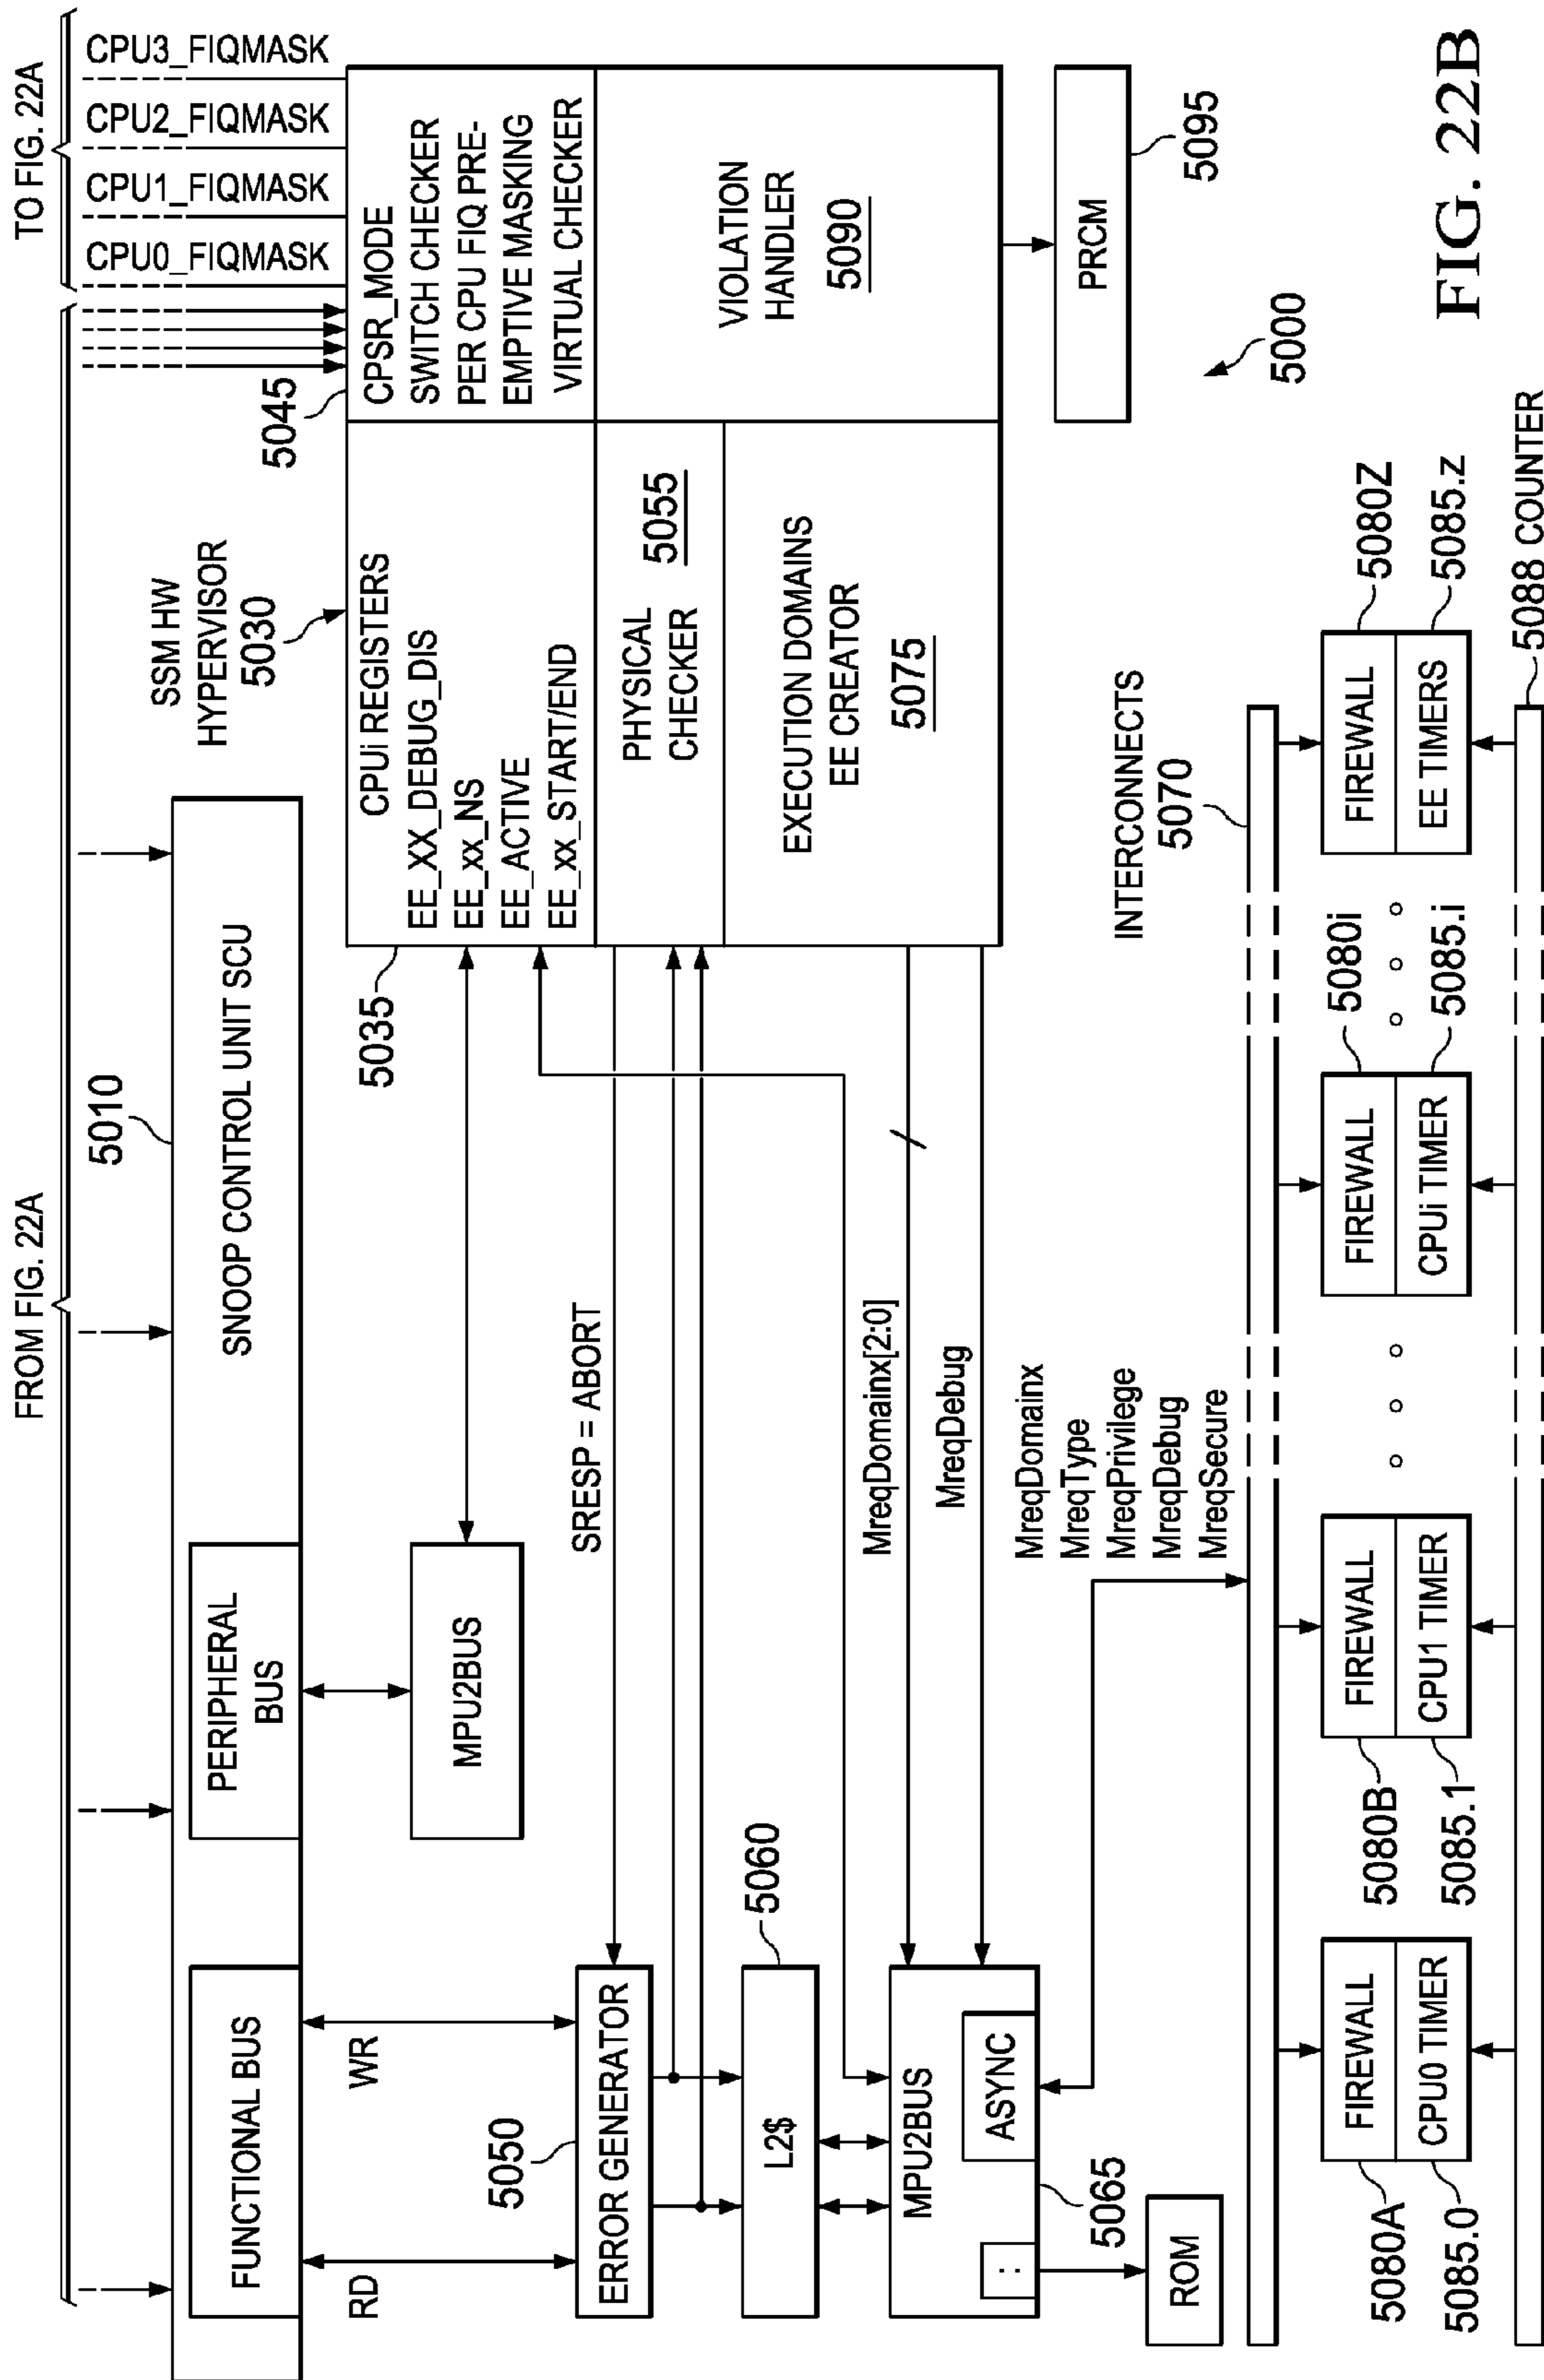 FROM FIG. 22A
TO FIG. 22A
CPU0_FIQMASK
CPU1_FIQMASK
CPU2_FIQMASK
CPU3_FIQMASK
5010
SNOOP CONTROL UNIT SCU
FUNCTIONAL BUS
PERIPHERAL
BUS
RD
WR
MPU2BUS
SSM HW
HYPERVISOR
5030
5045
5035
CPUi REGISTERS
EE_XX_DEBUG_DIS
EE_xx_NS
EE_ACTIVE
EE_xx_START/END
CPSR_MODE
SWITCH CHECKER
PER CPU FIQ PRE-
EMPTIVE MASKING
VIRTUAL CHECKER
PHYSICAL
CHECKER
5055
VIOLATION
HANDLER
5090
EXECUTION DOMAINS
EE CREATOR
5075
5050
ERROR GENERATOR
SRESP = ABORT
5060
L2$
MreqDomainx[2:0]
MreqDebug
MPU2BUS
:
ASYNC
5065
ROM
PRCM
5095
MreqDomainx
MreqType
MreqPrivilege
MreqDebug
MreqSecure
INTERCONNECTS
5070
5000
5080A
FIREWALL
5085.0
CPU0 TIMER
5080B
FIREWALL
5085.1
CPU1 TIMER
FIREWALL
5080i
CPUi TIMER
5085.i
FIREWALL
5080Z
EE TIMERS
5085.z
5088 COUNTER
FIG. 22B